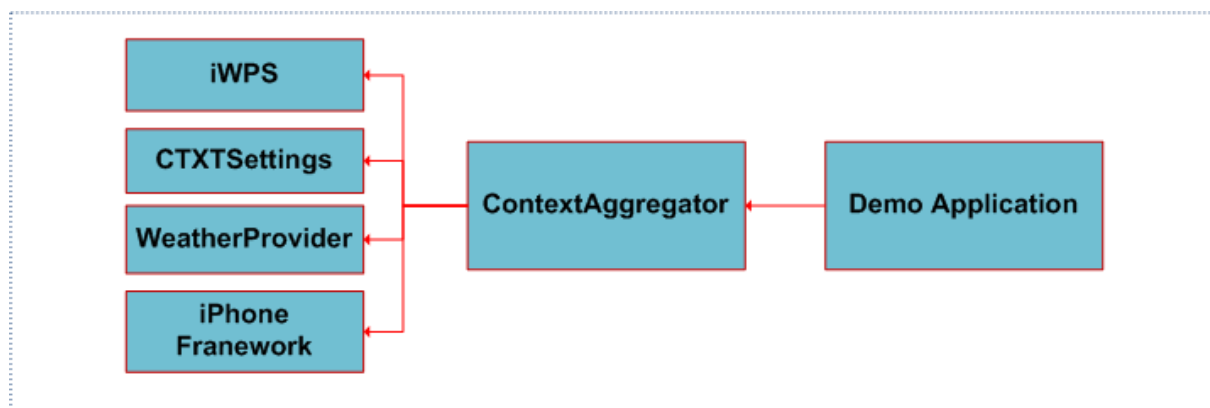 iWPS
CTXTSettings
WeatherProvider
iPhone
Franework
ContextAggregator
Demo Application